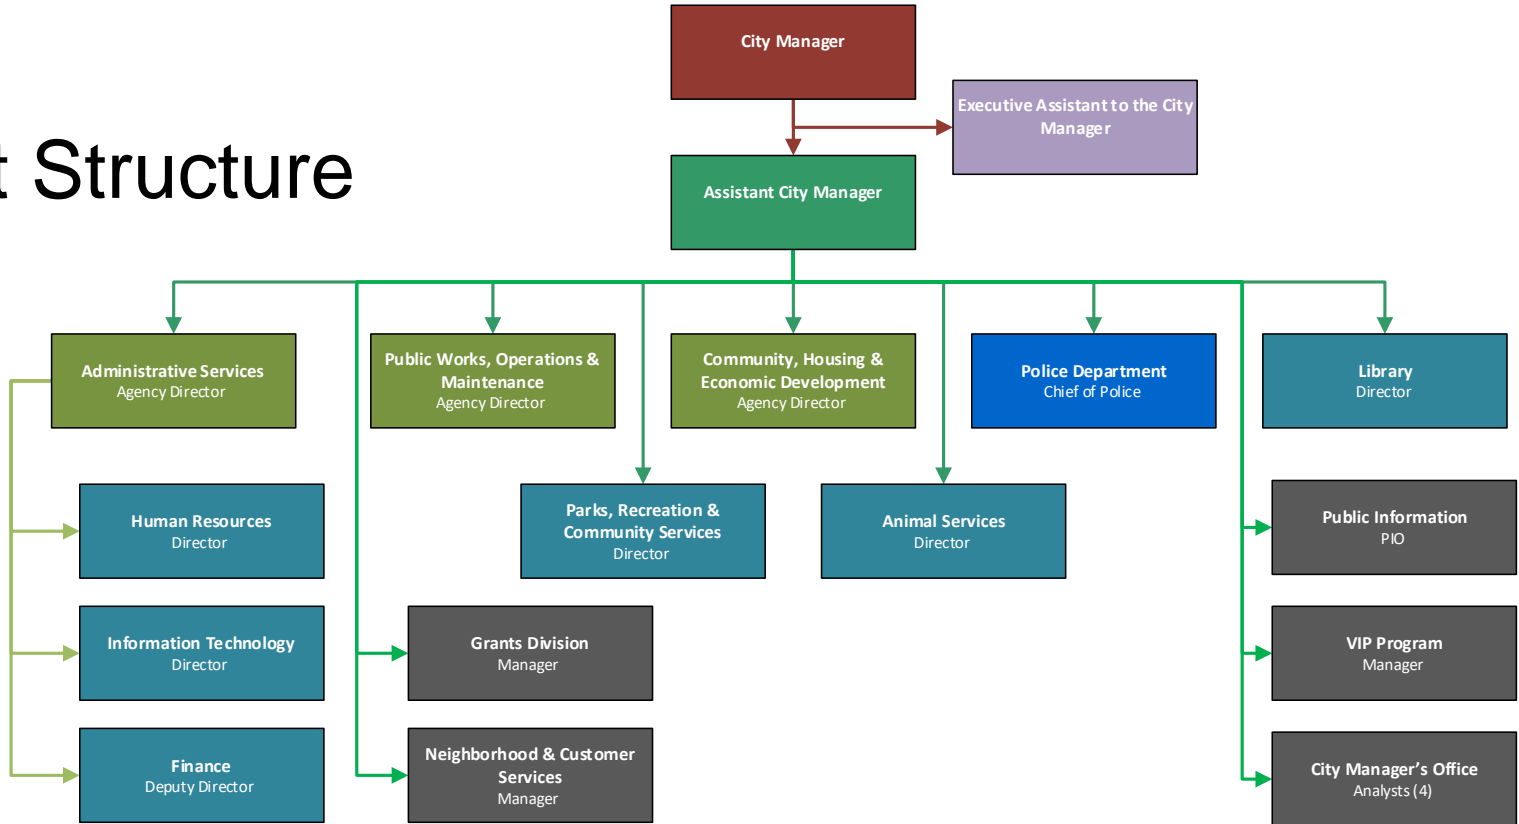 City Manager
Executive Assistant to the City
Manager
t Structure
Assistant City Manager
Administrative Services
Agency Director
Public Works, Operations &
Maintenance
Agency Director
Community, Housing &
Economic Development
Agency Director
Police Department
Chief of Police
Library
Director
Human Resources
Director
Parks, Recreation &
Community Services
Director
Animal Services
Director
Public Information
PIO
Information Technology
Director
Grants Division
Manager
VIP Program
Manager
Finance
Deputy Director
Neighborhood & Customer
Services
Manager
City Manager’s Office
Analysts (4)